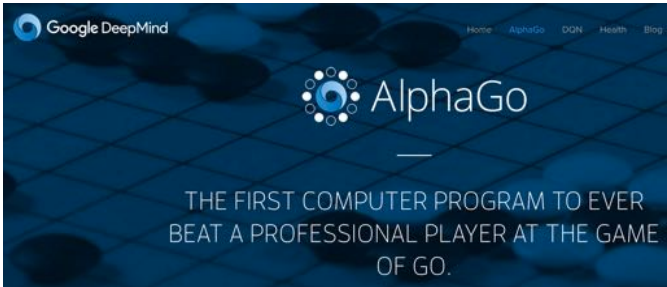 Google DeepMind
Home AlphaGo DQN Health Blog
AlphaGo
THE FIRST COMPUTER PROGRAM TO EVER
BEAT A PROFESSIONAL PLAYER AT THE GAME
OF GO.